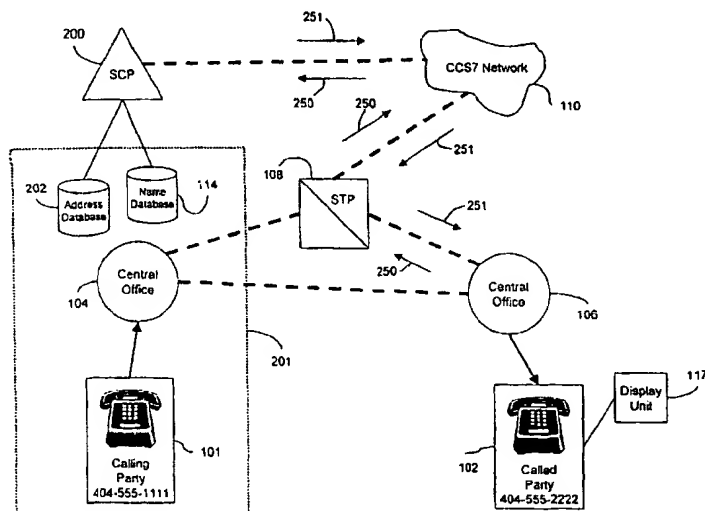 251
200
SCP
CCS7 Network
250
250
110
251
108
STP
202
Address
Database
Name
Database
114
251
Central
Office
104
250
Central
Office
106
201
117
Display
Unit
101
Calling
Party
404-555-1111
102
Called
Party
404-555-2222